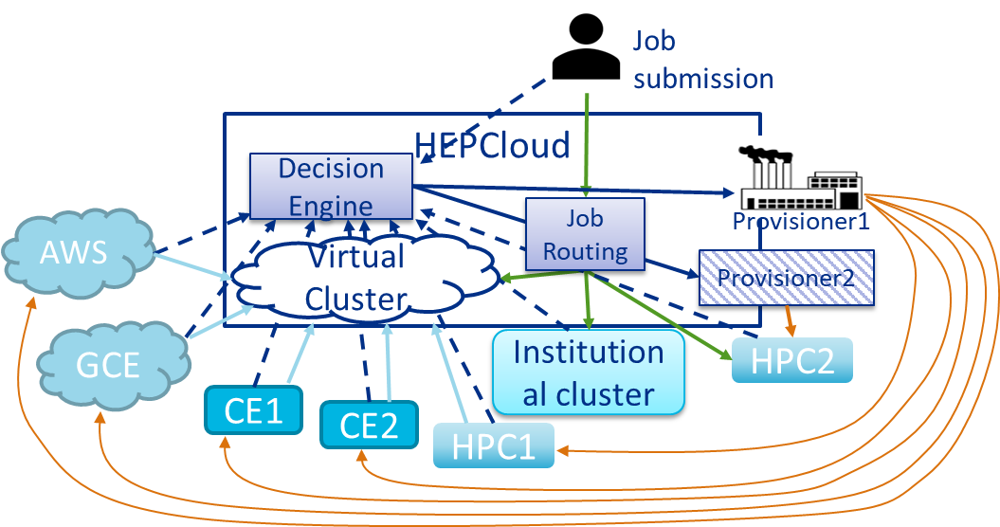 Job
submission
HEPCloud
Decision
Engine
Job
Routing
Provisioner1
AWS
Virtual
Cluster
Provisioner2
GCE
Institution
al cluster
HPC2
CE1
CE2
HPC1